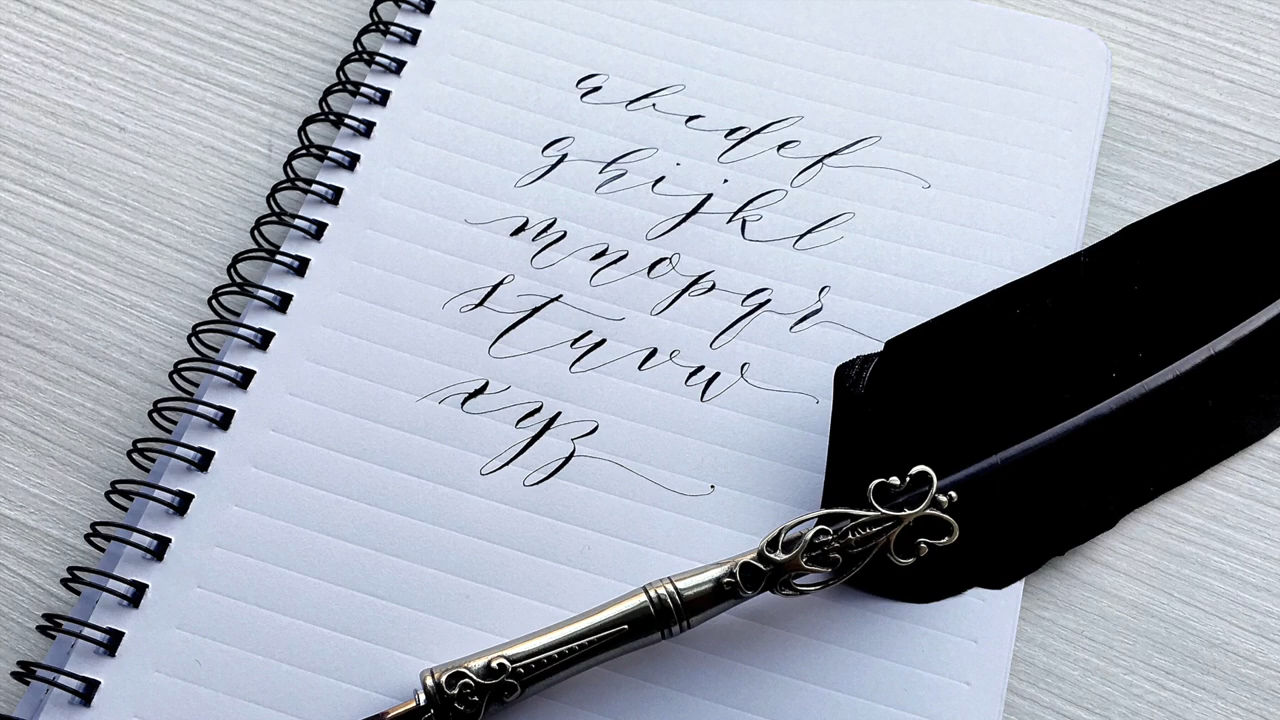 abcdef
ghijkl
mnopqr
stuvw
xyz